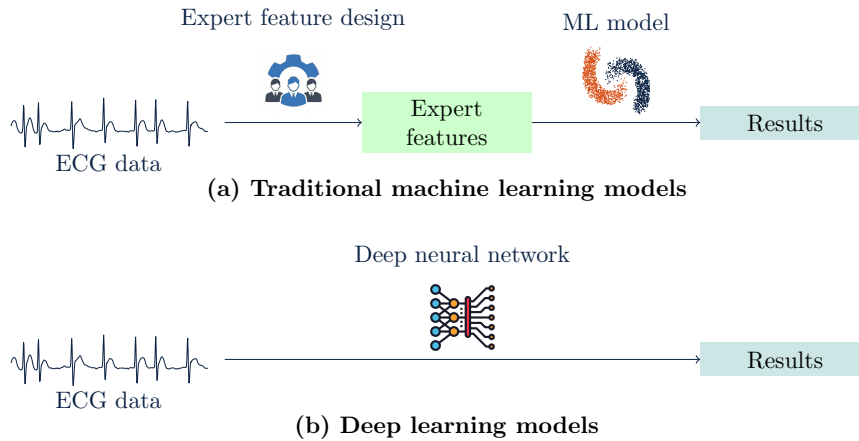 Expert feature design
ML model
Expert
features
Results
ECG data
(a) Traditional machine learning models
Deep neural network
Results
ECG data
(b) Deep learning models